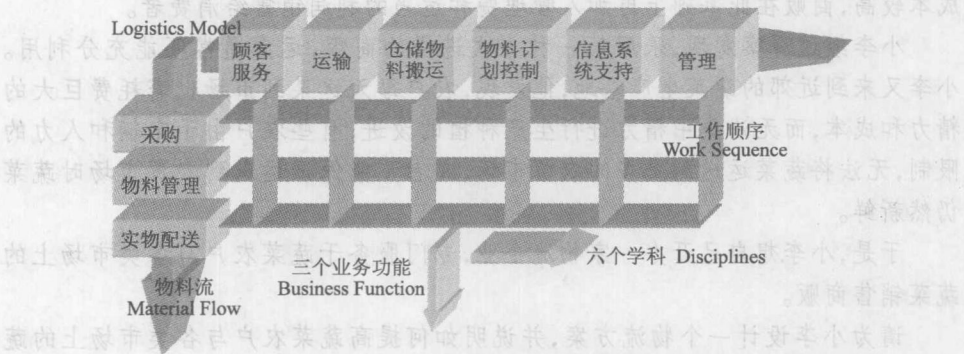 Logistics Model
顾客
服务
运输
仓储物
料搬运
物料计
划控制
信息系
统支持
管理
采购
物料管理
实物配送
工作顺序
Work Sequence
三个业务功能
Business Function
六个学科 Disciplines
物料流
Material Flow